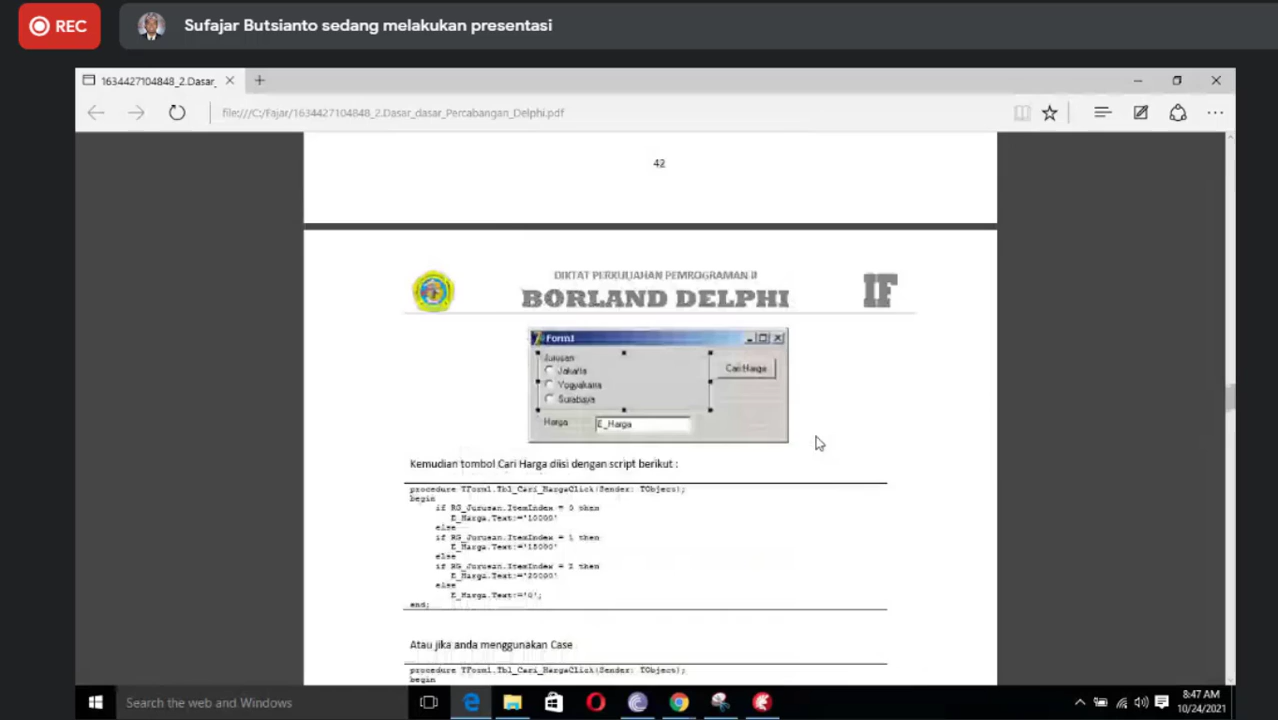 REC
Sufajar Butsianto sedang melakukan presentasi
1634427104848_2.Dasar_
file:///C:/Fajar/1634427104848_2.Dasar_dasar_Percabangan_Delphi.pdf
42
DIKTAT PERKULIAHAN PEMROGRAMAN II
BORLAND DELPHI
IF
Form1
Jurusan
Jakarta
Cari Harga
Yogyakarta
Surabaya
Harga
E_Harga
Kemudian tombol Cari Harga diisi dengan script berikut :
procedure TForm1.Tbl_Cari_HargaClick(Sender: TObject);
begin
if RG_Jurusan.ItemIndex = 0 then
E_Harga.Text:='10000'
else
if RG_Jurusan.ItemIndex = 1 then
E_Harga.Text:='15000'
else
if RG_Jurusan.ItemIndex = 2 then
E_Harga.Text:='20000'
else
E_Harga.Text:='0';
end;
Atau jika anda menggunakan Case
procedure TForm1.Tbl_Cari_HargaClick(Sender: TObject);
begin
Search the web and Windows
8:47 AM
10/24/2021